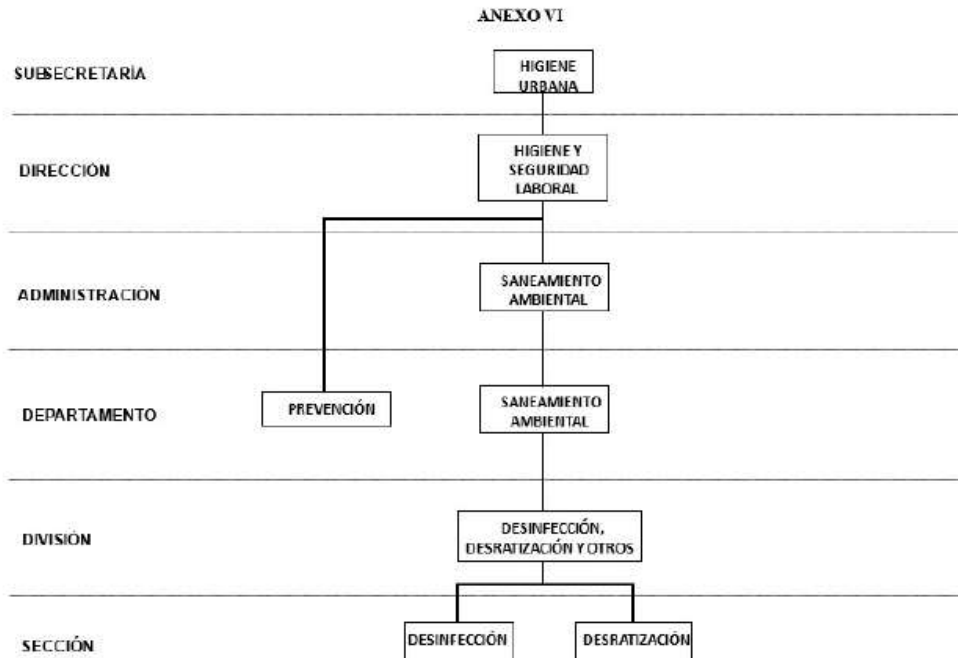 ANEXO VI
SUBSECRETARÍA
HIGIENE
URBANA
DIRECCIÓN
HIGIENE Y
SEGURIDAD
LABORAL
ADMINISTRACIÓN
SANEAMIENTO
AMBIENTAL
DEPARTAMENTO
PREVENCIÓN
SANEAMIENTO
AMBIENTAL
DIVISIÓN
DESINFECCIÓN,
DESRATIZACIÓN Y OTROS
SECCIÓN
DESINFECCIÓN
DESRATIZACIÓN